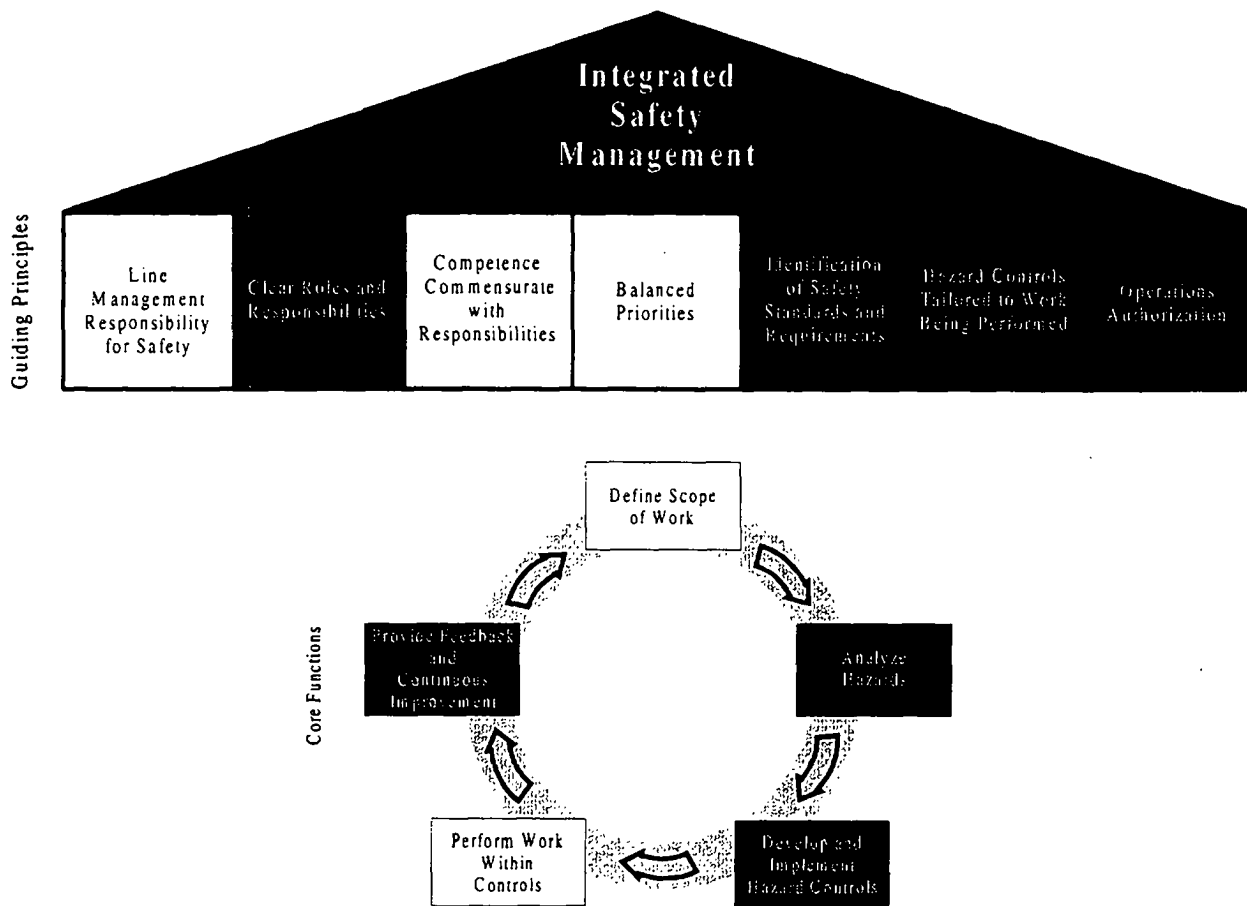 Integrated
Safety
Management
Guiding Principles
Line
Management
Responsibility
for Safety
Clear Roles and
Responsibilities
Competence
Commensurate
with
Responsibilities
Balanced
Priorities
Identification
of Safety
Standards and
Requirements
Hazard Controls
Tailored to Work
Being Performed
Operations
Authorization
Core Functions
Define Scope
of Work
Analyze
Hazards
Develop and
Implement
Hazard Controls
Perform Work
Within
Controls
Provide Feedback
and
Continuous
Improvement